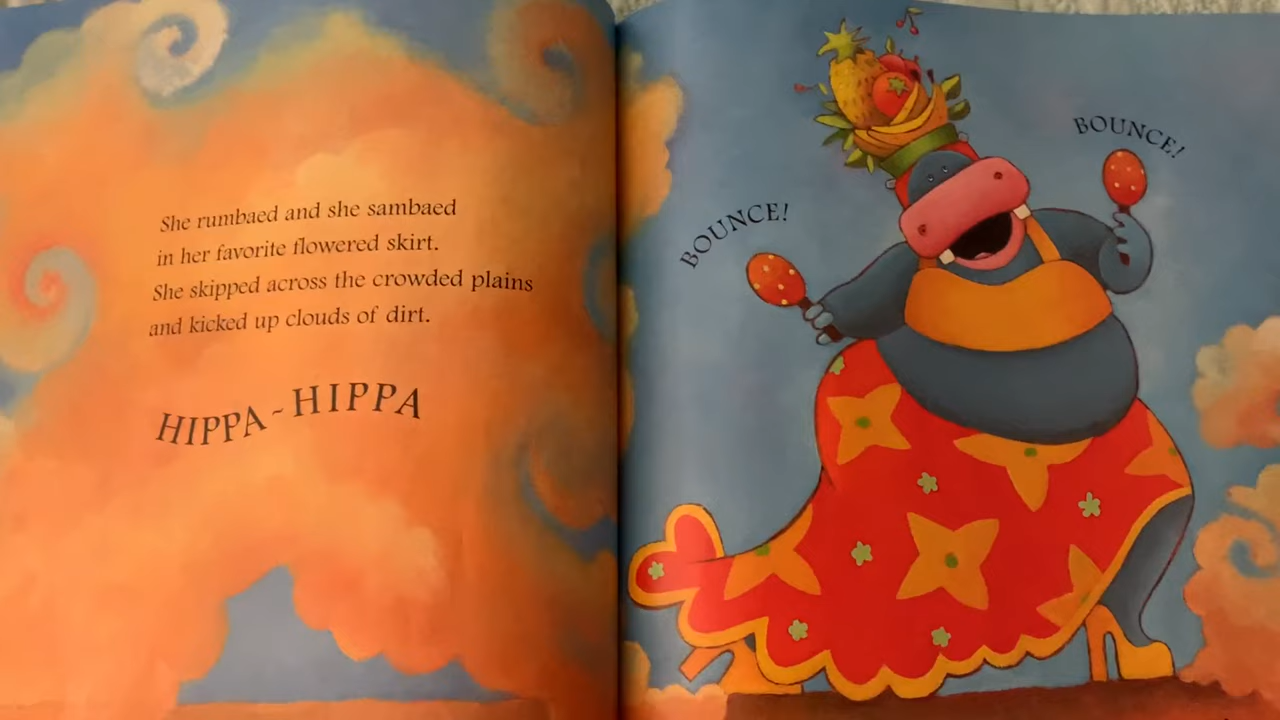 She rumbaed and she sambaed
in her favorite flowered skirt.
She skipped across the crowded plains
and kicked up clouds of dirt.
HIPPA~HIPPA
BOUNCE!
BOUNCE!